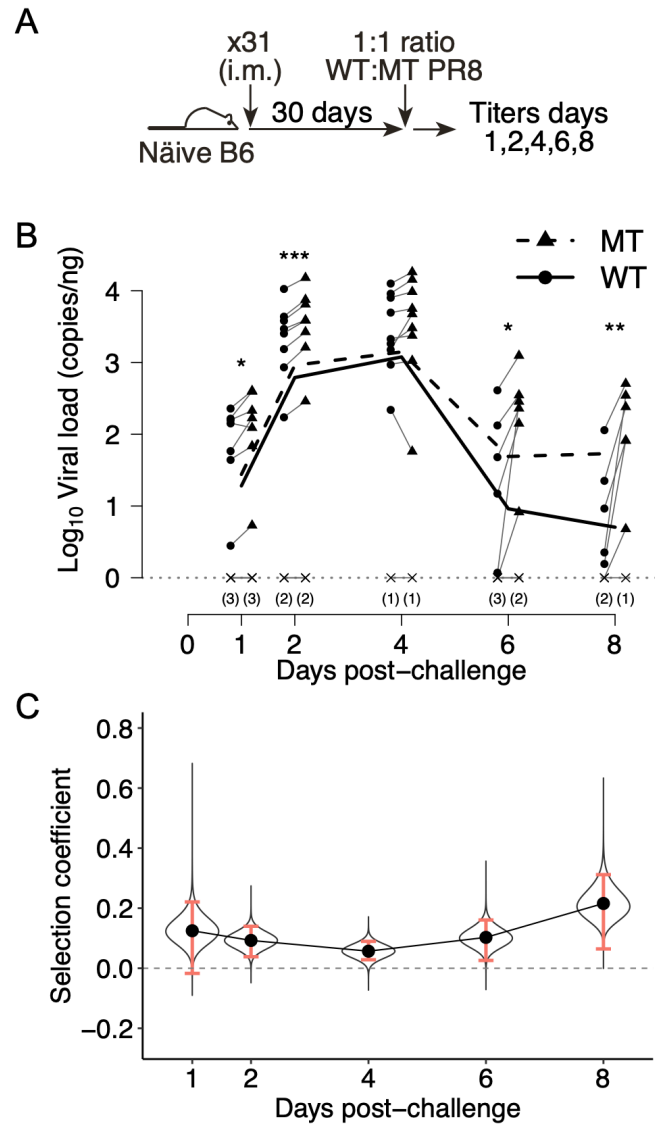 A
x31
(i.m.)
1:1 ratio
WT:MT PR8
30 days
Titers days
1,2,4,6,8
Näive B6
B
MT
WT
Log10 Viral load (copies/ng)
4
3
2
1
0
*
***
*
**
(3) (3) (2) (2) (1) (1) (3) (2) (2) (1)
0 1 2 4 6 8
Days post−challenge
C
Selection coefficient
0.8
0.6
0.4
0.2
0.0
−0.2
1 2 4 6 8
Days post−challenge